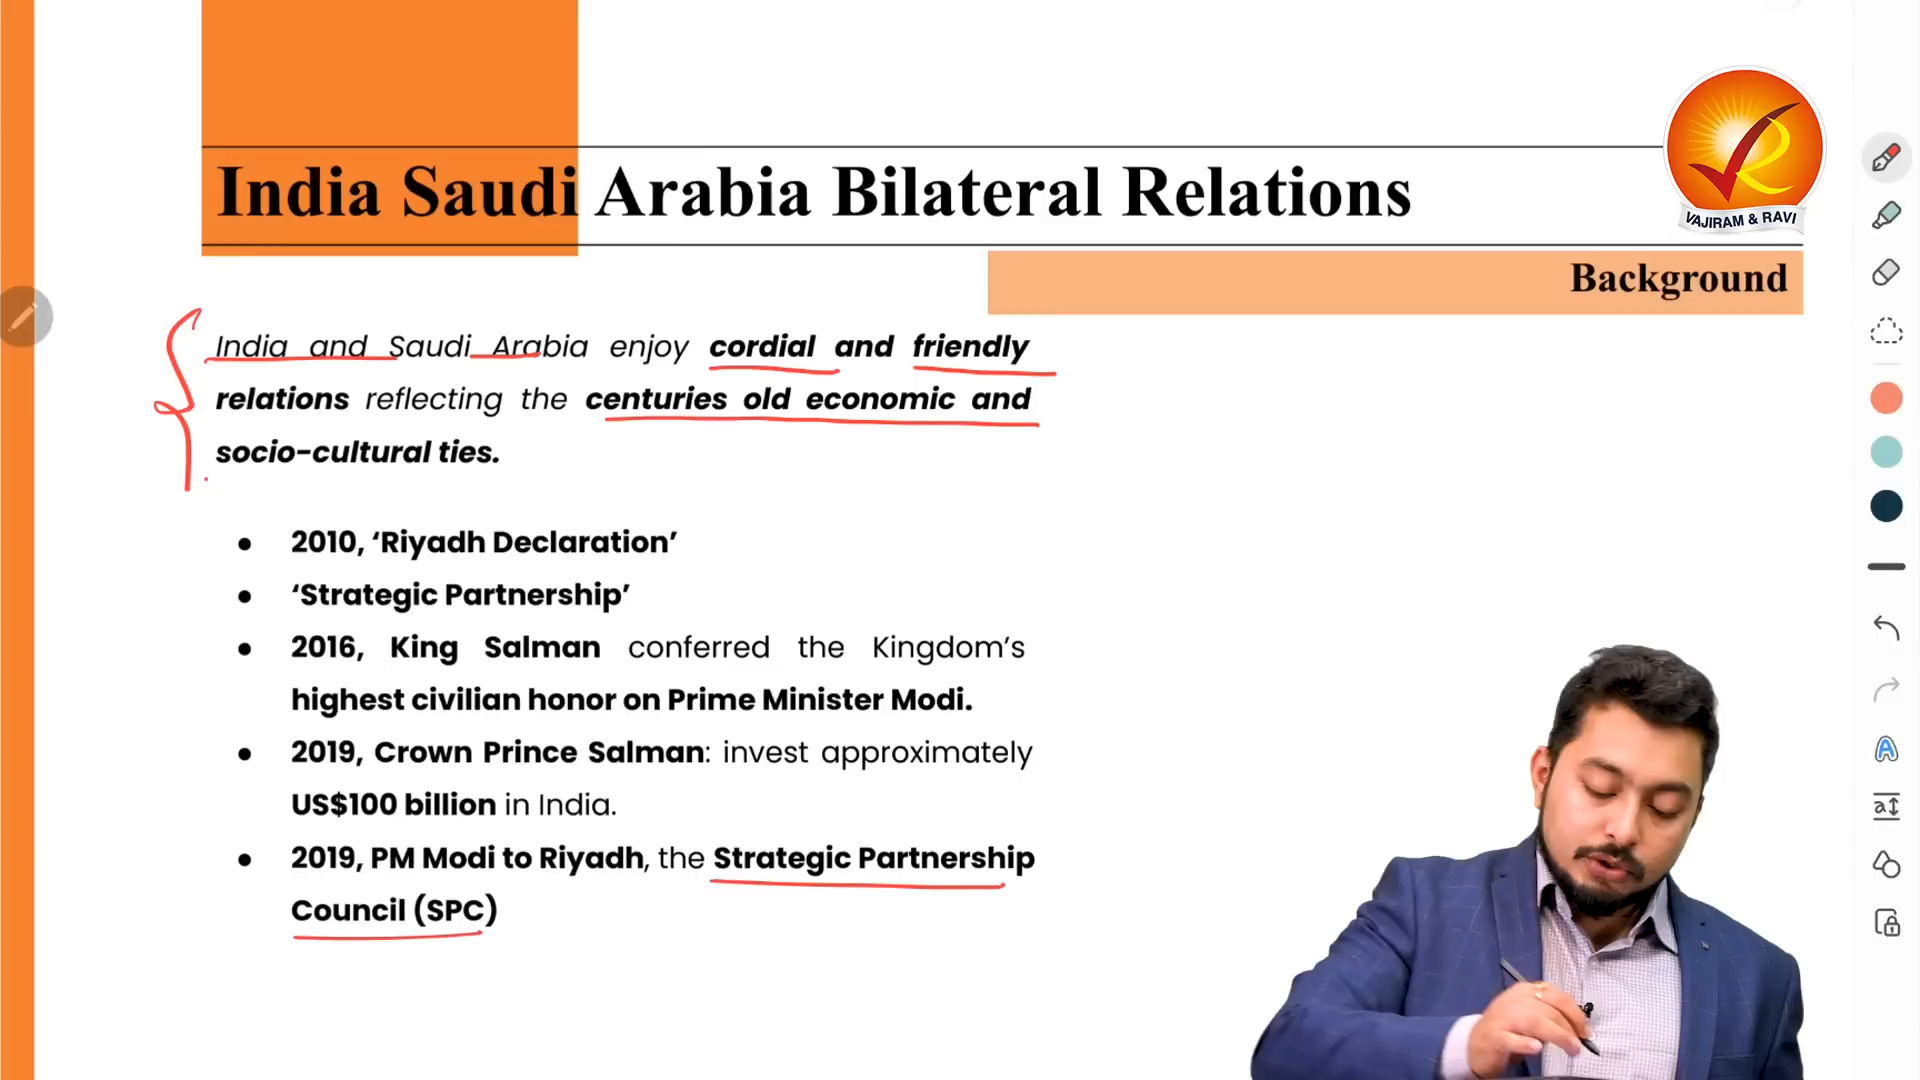 India Saudi Arabia Bilateral Relations
VAJIRAM & RAVI
Background
India and Saudi Arabia enjoy cordial and friendly
relations reflecting the centuries old economic and
socio-cultural ties.
● 2010, ‘Riyadh Declaration’
● ‘Strategic Partnership’
● 2016, King Salman conferred the Kingdom’s
highest civilian honor on Prime Minister Modi.
● 2019, Crown Prince Salman: invest approximately
US$100 billion in India.
● 2019, PM Modi to Riyadh, the Strategic Partnership
Council (SPC)